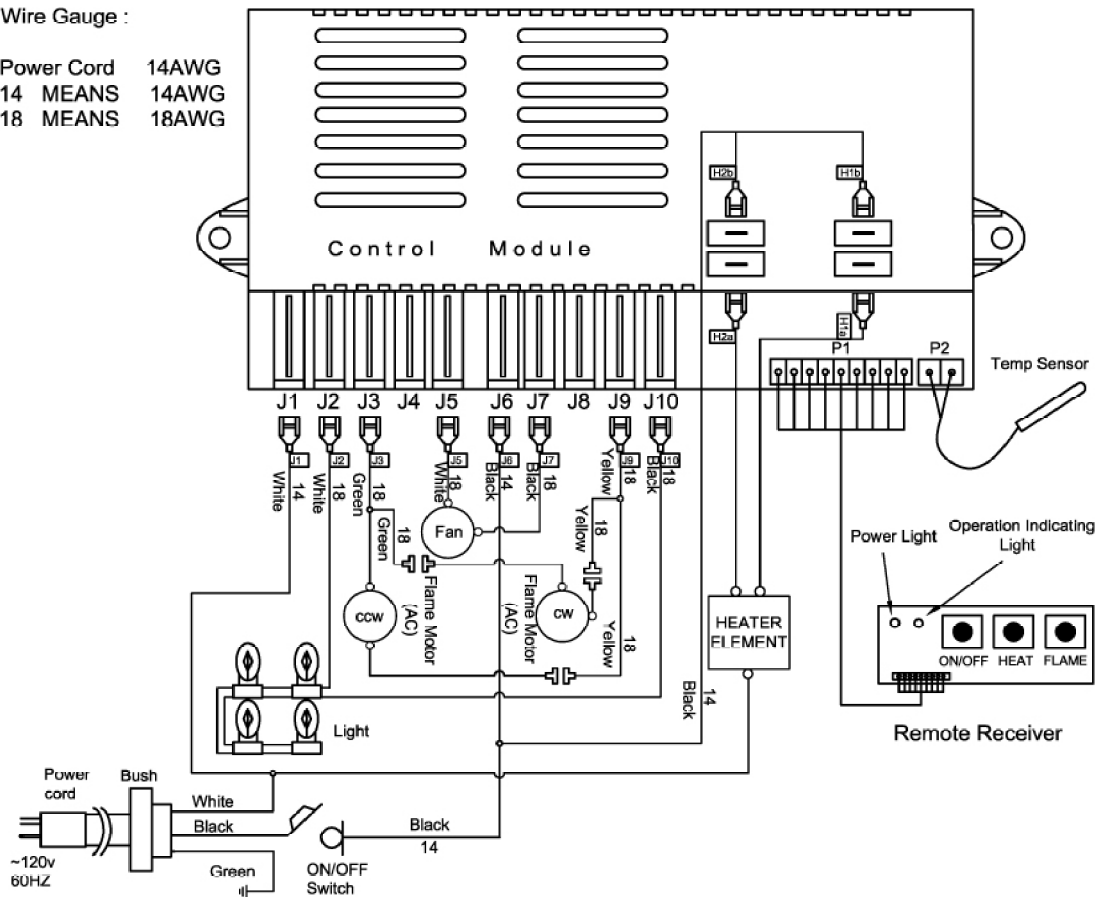 Wire Gauge :
Power Cord 14AWG
14 MEANS 14AWG
18 MEANS 18AWG
H2b
H1b
Control Module
H2a
H1a
P1
P2
Temp Sensor
J1 J2 J3 J4 J5 J6 J7 J8 J9 J10
J1
J2
J3
J5
J6
J7
J9
J10
White
14
White
18
Green
18
White
18
Black
14
Black
18
Yellow
18
Black
18
Green
18
Fan
Yellow
18
Power Light
Operation Indicating
Light
CCW
Flame Motor
(AC)
Flame Motor
(AC)
CW
Yellow
18
HEATER
ELEMENT
ON/OFF HEAT FLAME
Black
14
Light
Remote Receiver
Power
cord
Bush
White
Black
Black
14
~120v
60HZ
Green
ON/OFF
Switch